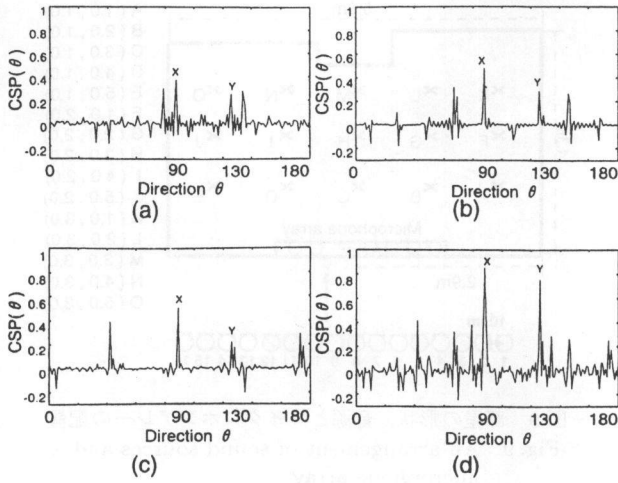 1
0.8
0.6
0.4
0.2
0
-0.2
CSP(θ)
X
Y
0 90 130 180
Direction θ
(a)
1
0.8
0.6
0.4
0.2
0
-0.2
CSP(θ)
X
Y
0 90 130 180
Direction θ
(b)
1
0.8
0.6
0.4
0.2
0
-0.2
CSP(θ)
X
Y
0 90 130 180
Direction θ
(c)
1
0.8
0.6
0.4
0.2
0
-0.2
CSP(θ)
X
Y
0 90 130 180
Direction θ
(d)